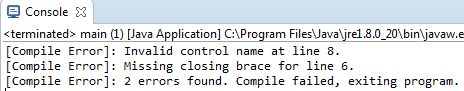 Console
<terminated> main (1) [Java Application] C:\Program Files\Java\jre1.8.0_20\bin\javaw.e
[Compile Error]: Invalid control name at line 8.
[Compile Error]: Missing closing brace for line 6.
[Compile Error]: 2 errors found. Compile failed, exiting program.